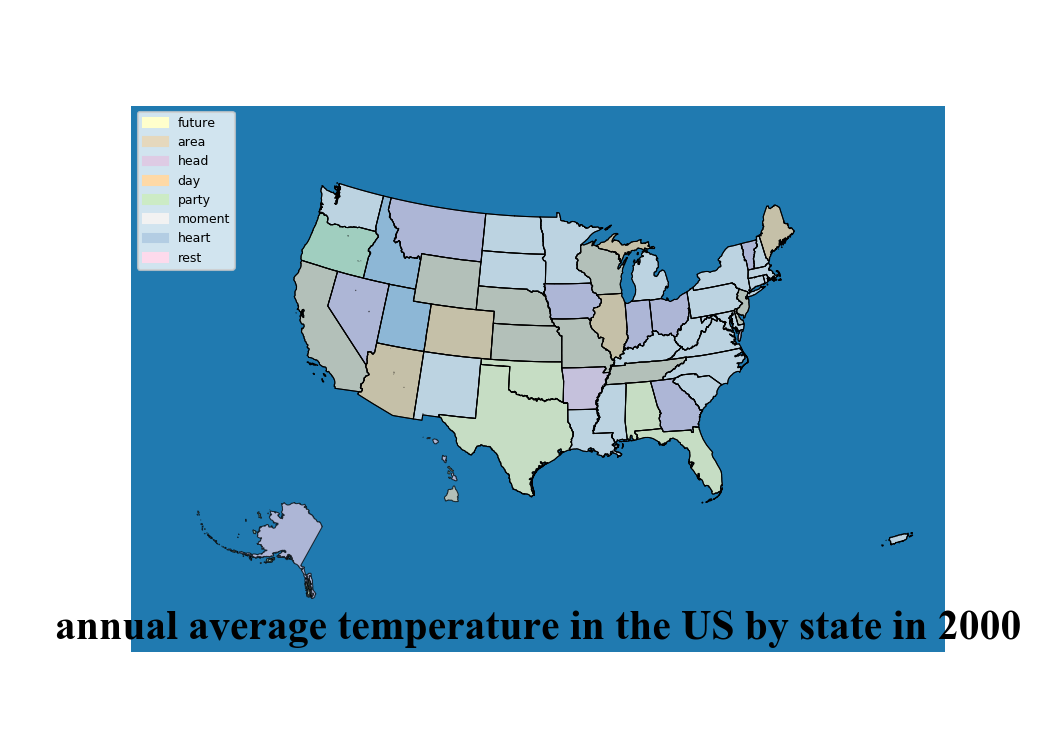 future
area
head
day
party
moment
heart
rest
annual average temperature in the US by state in 2000